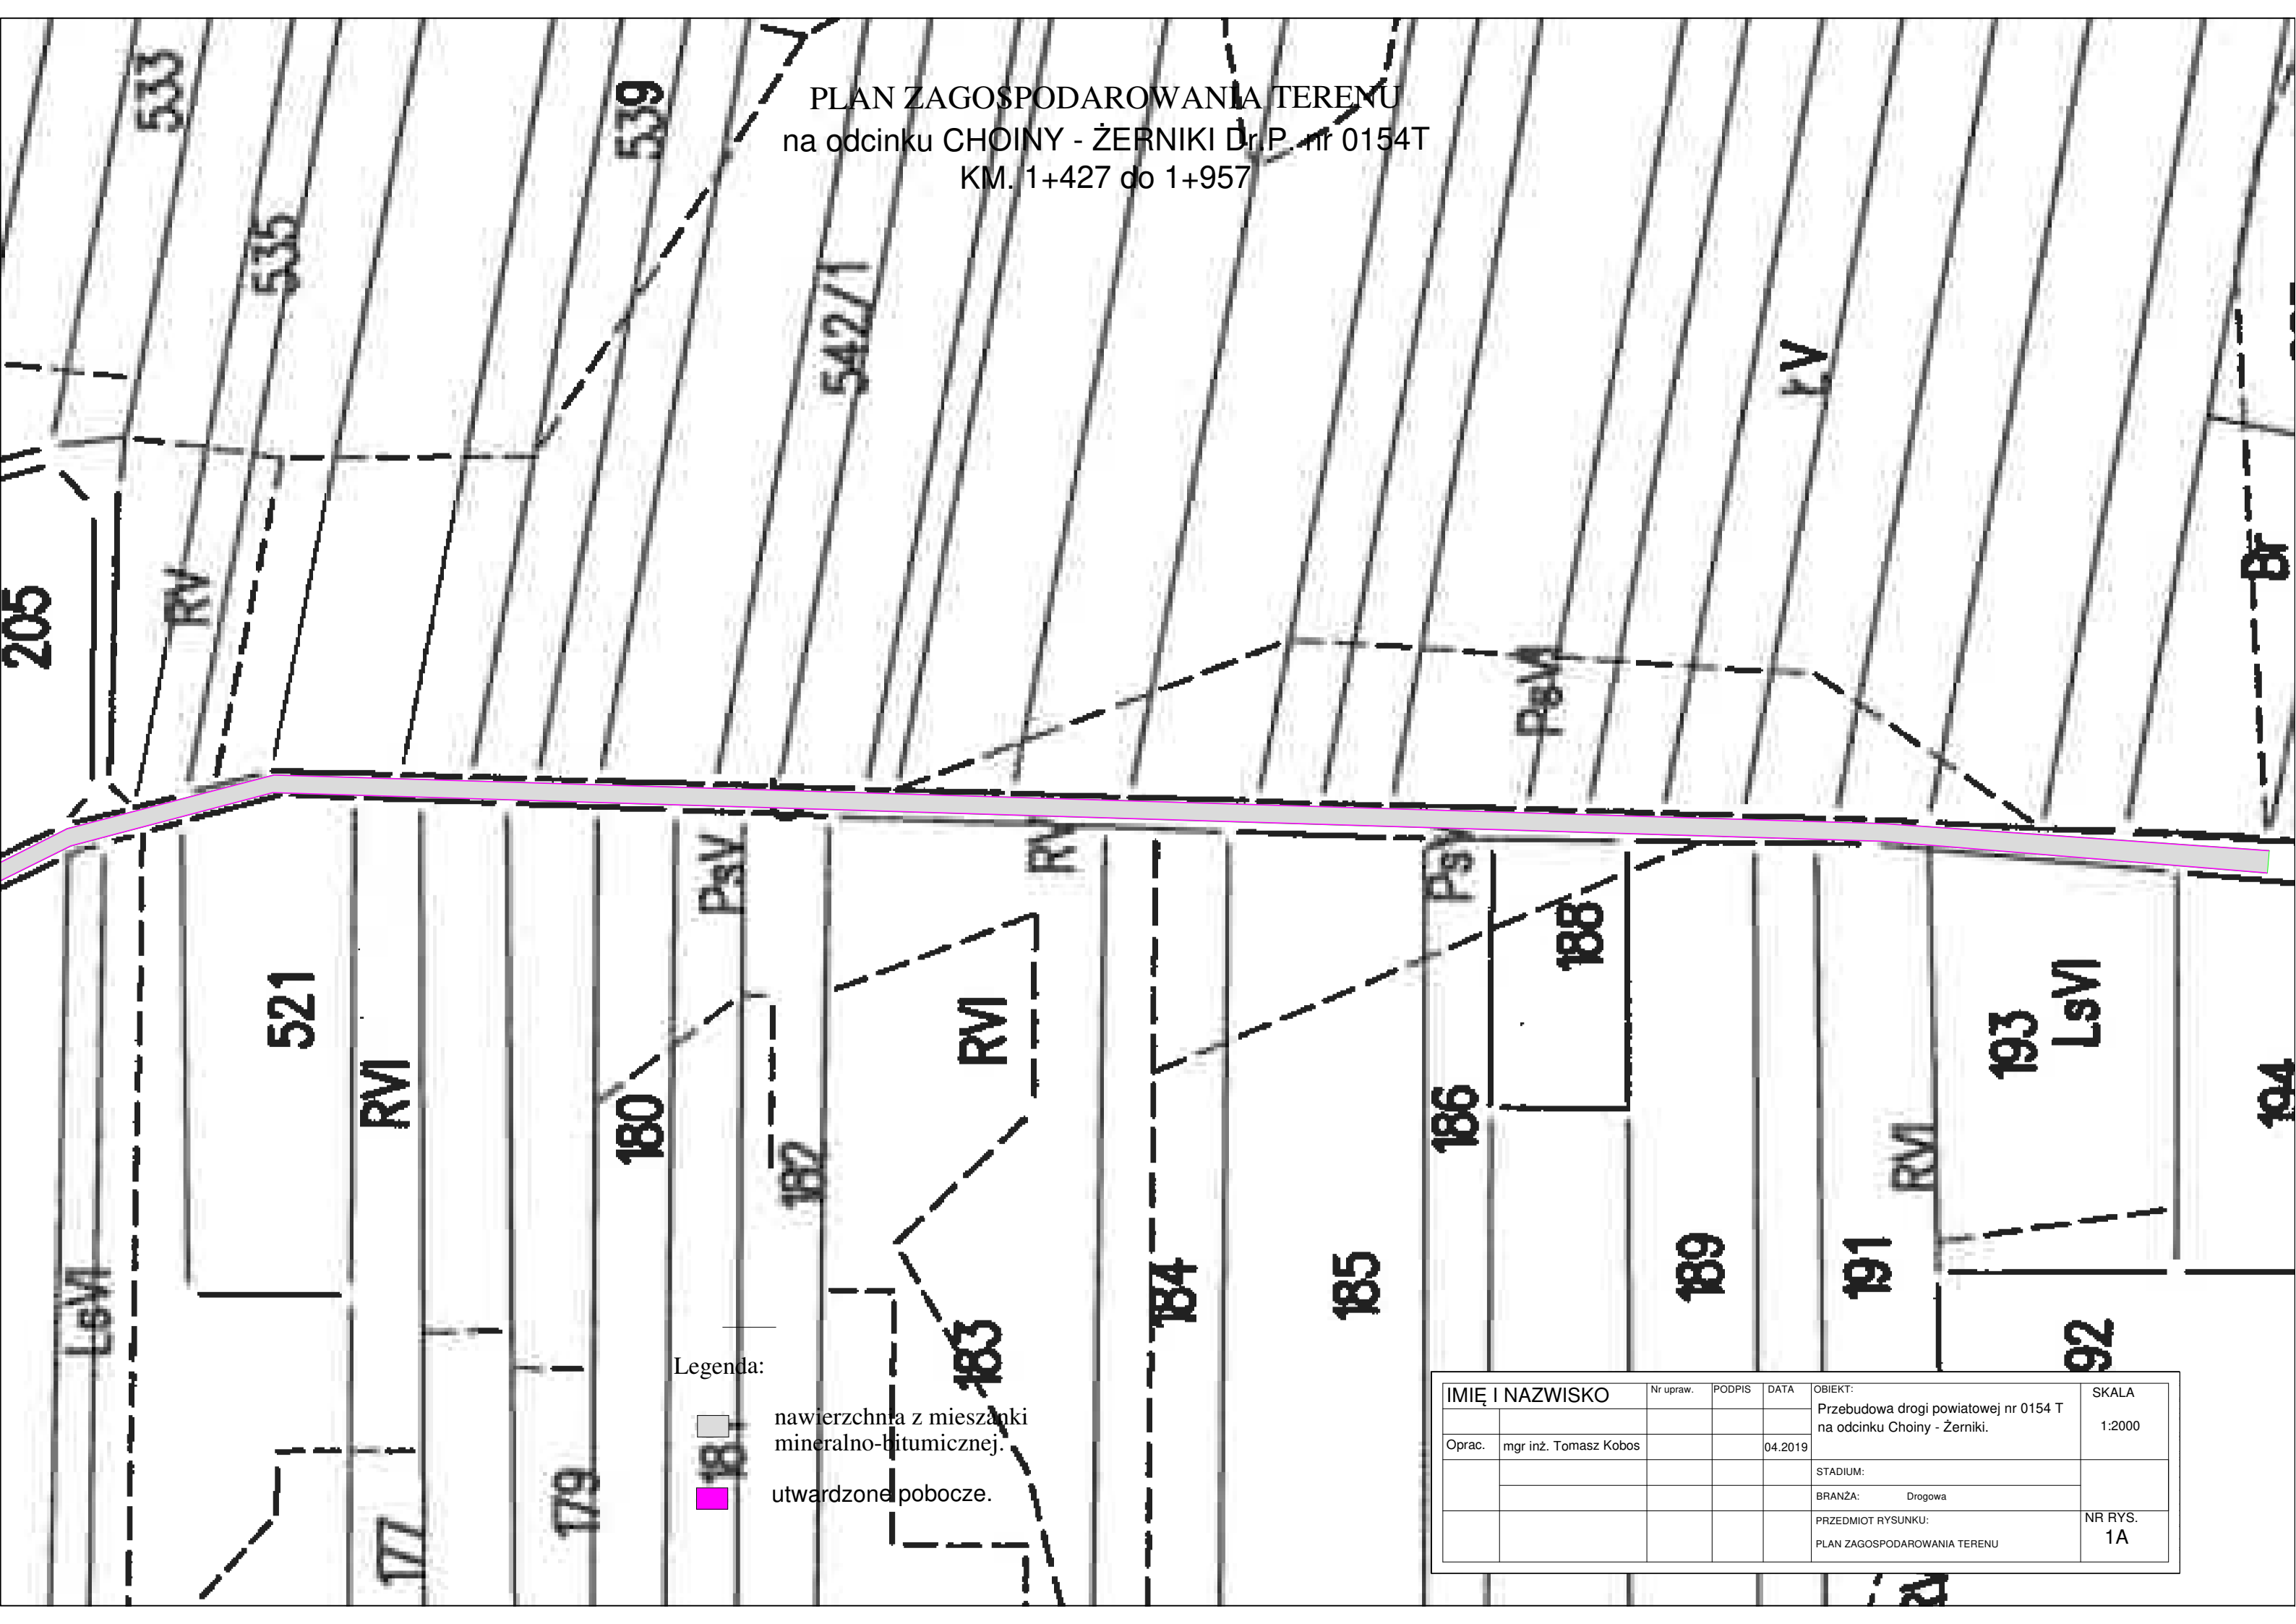 PLAN ZAGOSPODAROWANIA TERENU
na odcinku CHOINY - ŻERNIKI Dr.P. nr 0154T
KM. 1+427 do 1+957
533
535
539
542/1
ŁV
Br
205
RV
PsVI
PsV
RV
PsV
188
521
RVI
RVI
193
LsVI
194
180
186
182
RVI
LsVI
184
185
189
191
183
92
179
177
18
Legenda:
nawierzchnia z mieszanki
mineralno-bitumicznej.
utwardzone pobocze.
IMIĘ I NAZWISKO
Nr upraw.
PODPIS
DATA
OBIEKT:
Przebudowa drogi powiatowej nr 0154 T
na odcinku Choiny - Żerniki.
SKALA
1:2000
Oprac.
mgr inż. Tomasz Kobos
04.2019
STADIUM:
BRANŻA: Drogowa
PRZEDMIOT RYSUNKU:
PLAN ZAGOSPODAROWANIA TERENU
NR RYS.
1A